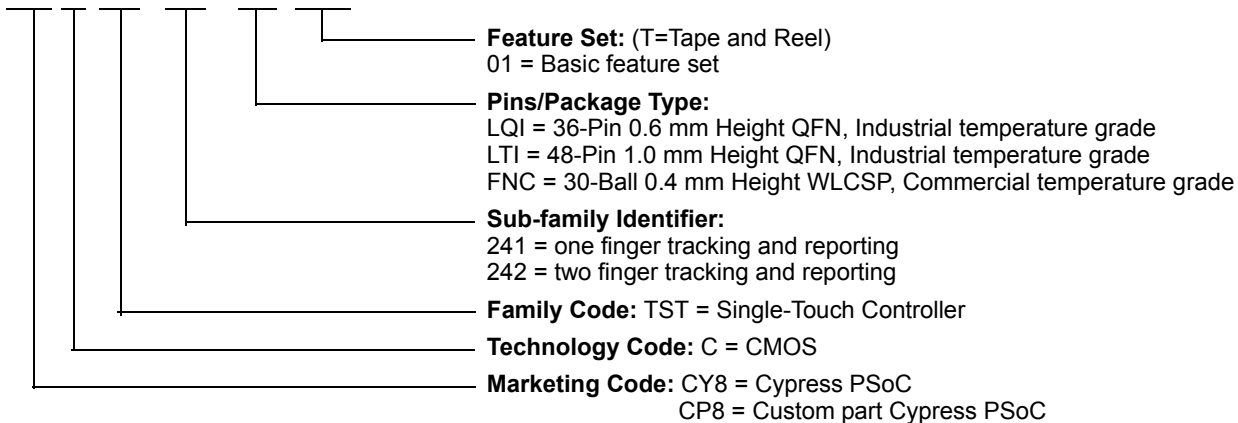 Feature Set: (T=Tape and Reel)
01 = Basic feature set
Pins/Package Type:
LQI = 36-Pin 0.6 mm Height QFN, Industrial temperature grade
LTI = 48-Pin 1.0 mm Height QFN, Industrial temperature grade
FNC = 30-Ball 0.4 mm Height WLCSP, Commercial temperature grade
Sub-family Identifier:
241 = one finger tracking and reporting
242 = two finger tracking and reporting
Family Code: TST = Single-Touch Controller
Technology Code: C = CMOS
Marketing Code: CY8 = Cypress PSoC
CP8 = Custom part Cypress PSoC